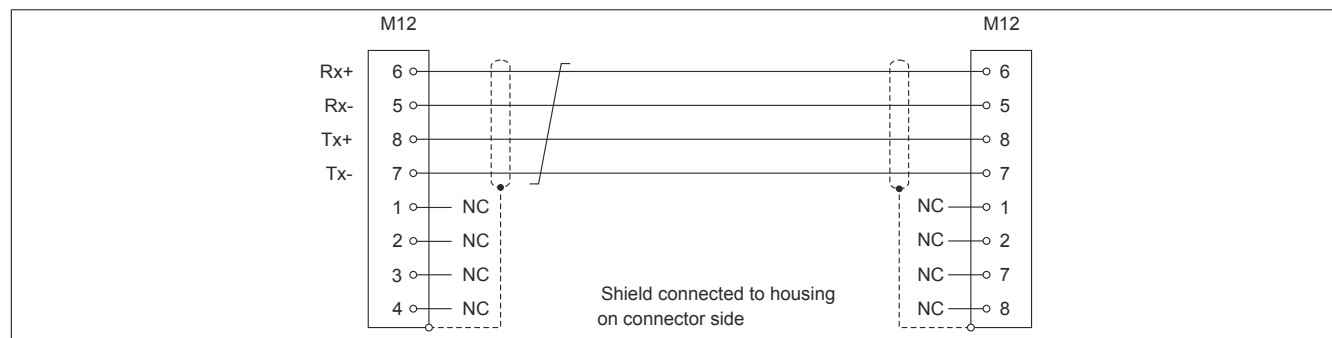 M12 M12
Rx+ 6 6
Rx- 5 5
Tx+ 8 8
Tx- 7 7
1 NC NC 1
2 NC NC 2
3 NC NC 7
4 NC NC 8
Shield connected to housing
on connector side